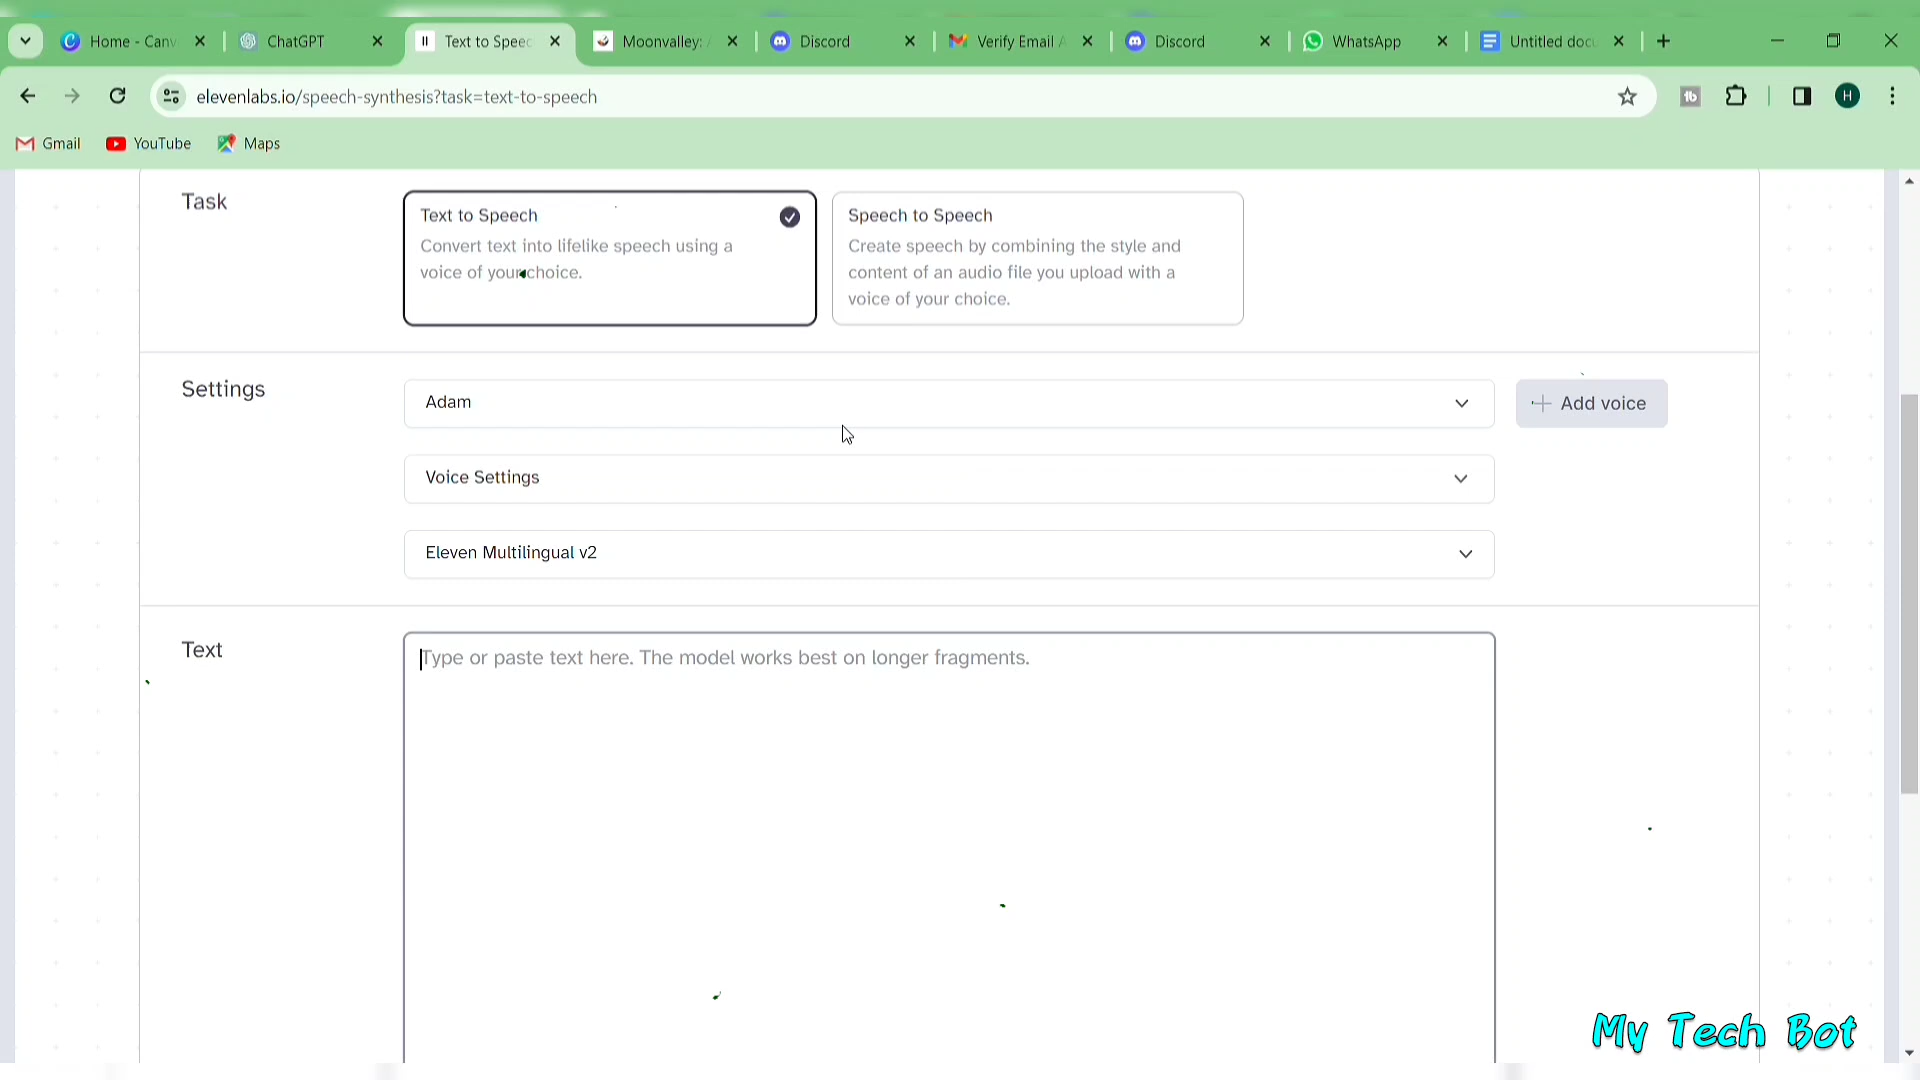 Home - Canv
ChatGPT
Text to Speec
Moonvalley: A
Discord
Verify Email A
Discord
WhatsApp
Untitled docu
elevenlabs.io/speech-synthesis?task=text-to-speech
tb
H
Gmail
YouTube
Maps
Task
Text to Speech
Convert text into lifelike speech using a
voice of your choice.
Speech to Speech
Create speech by combining the style and
content of an audio file you upload with a
voice of your choice.
Settings
Adam
Add voice
Voice Settings
Eleven Multilingual v2
Text
Type or paste text here. The model works best on longer fragments.
My Tech Bot